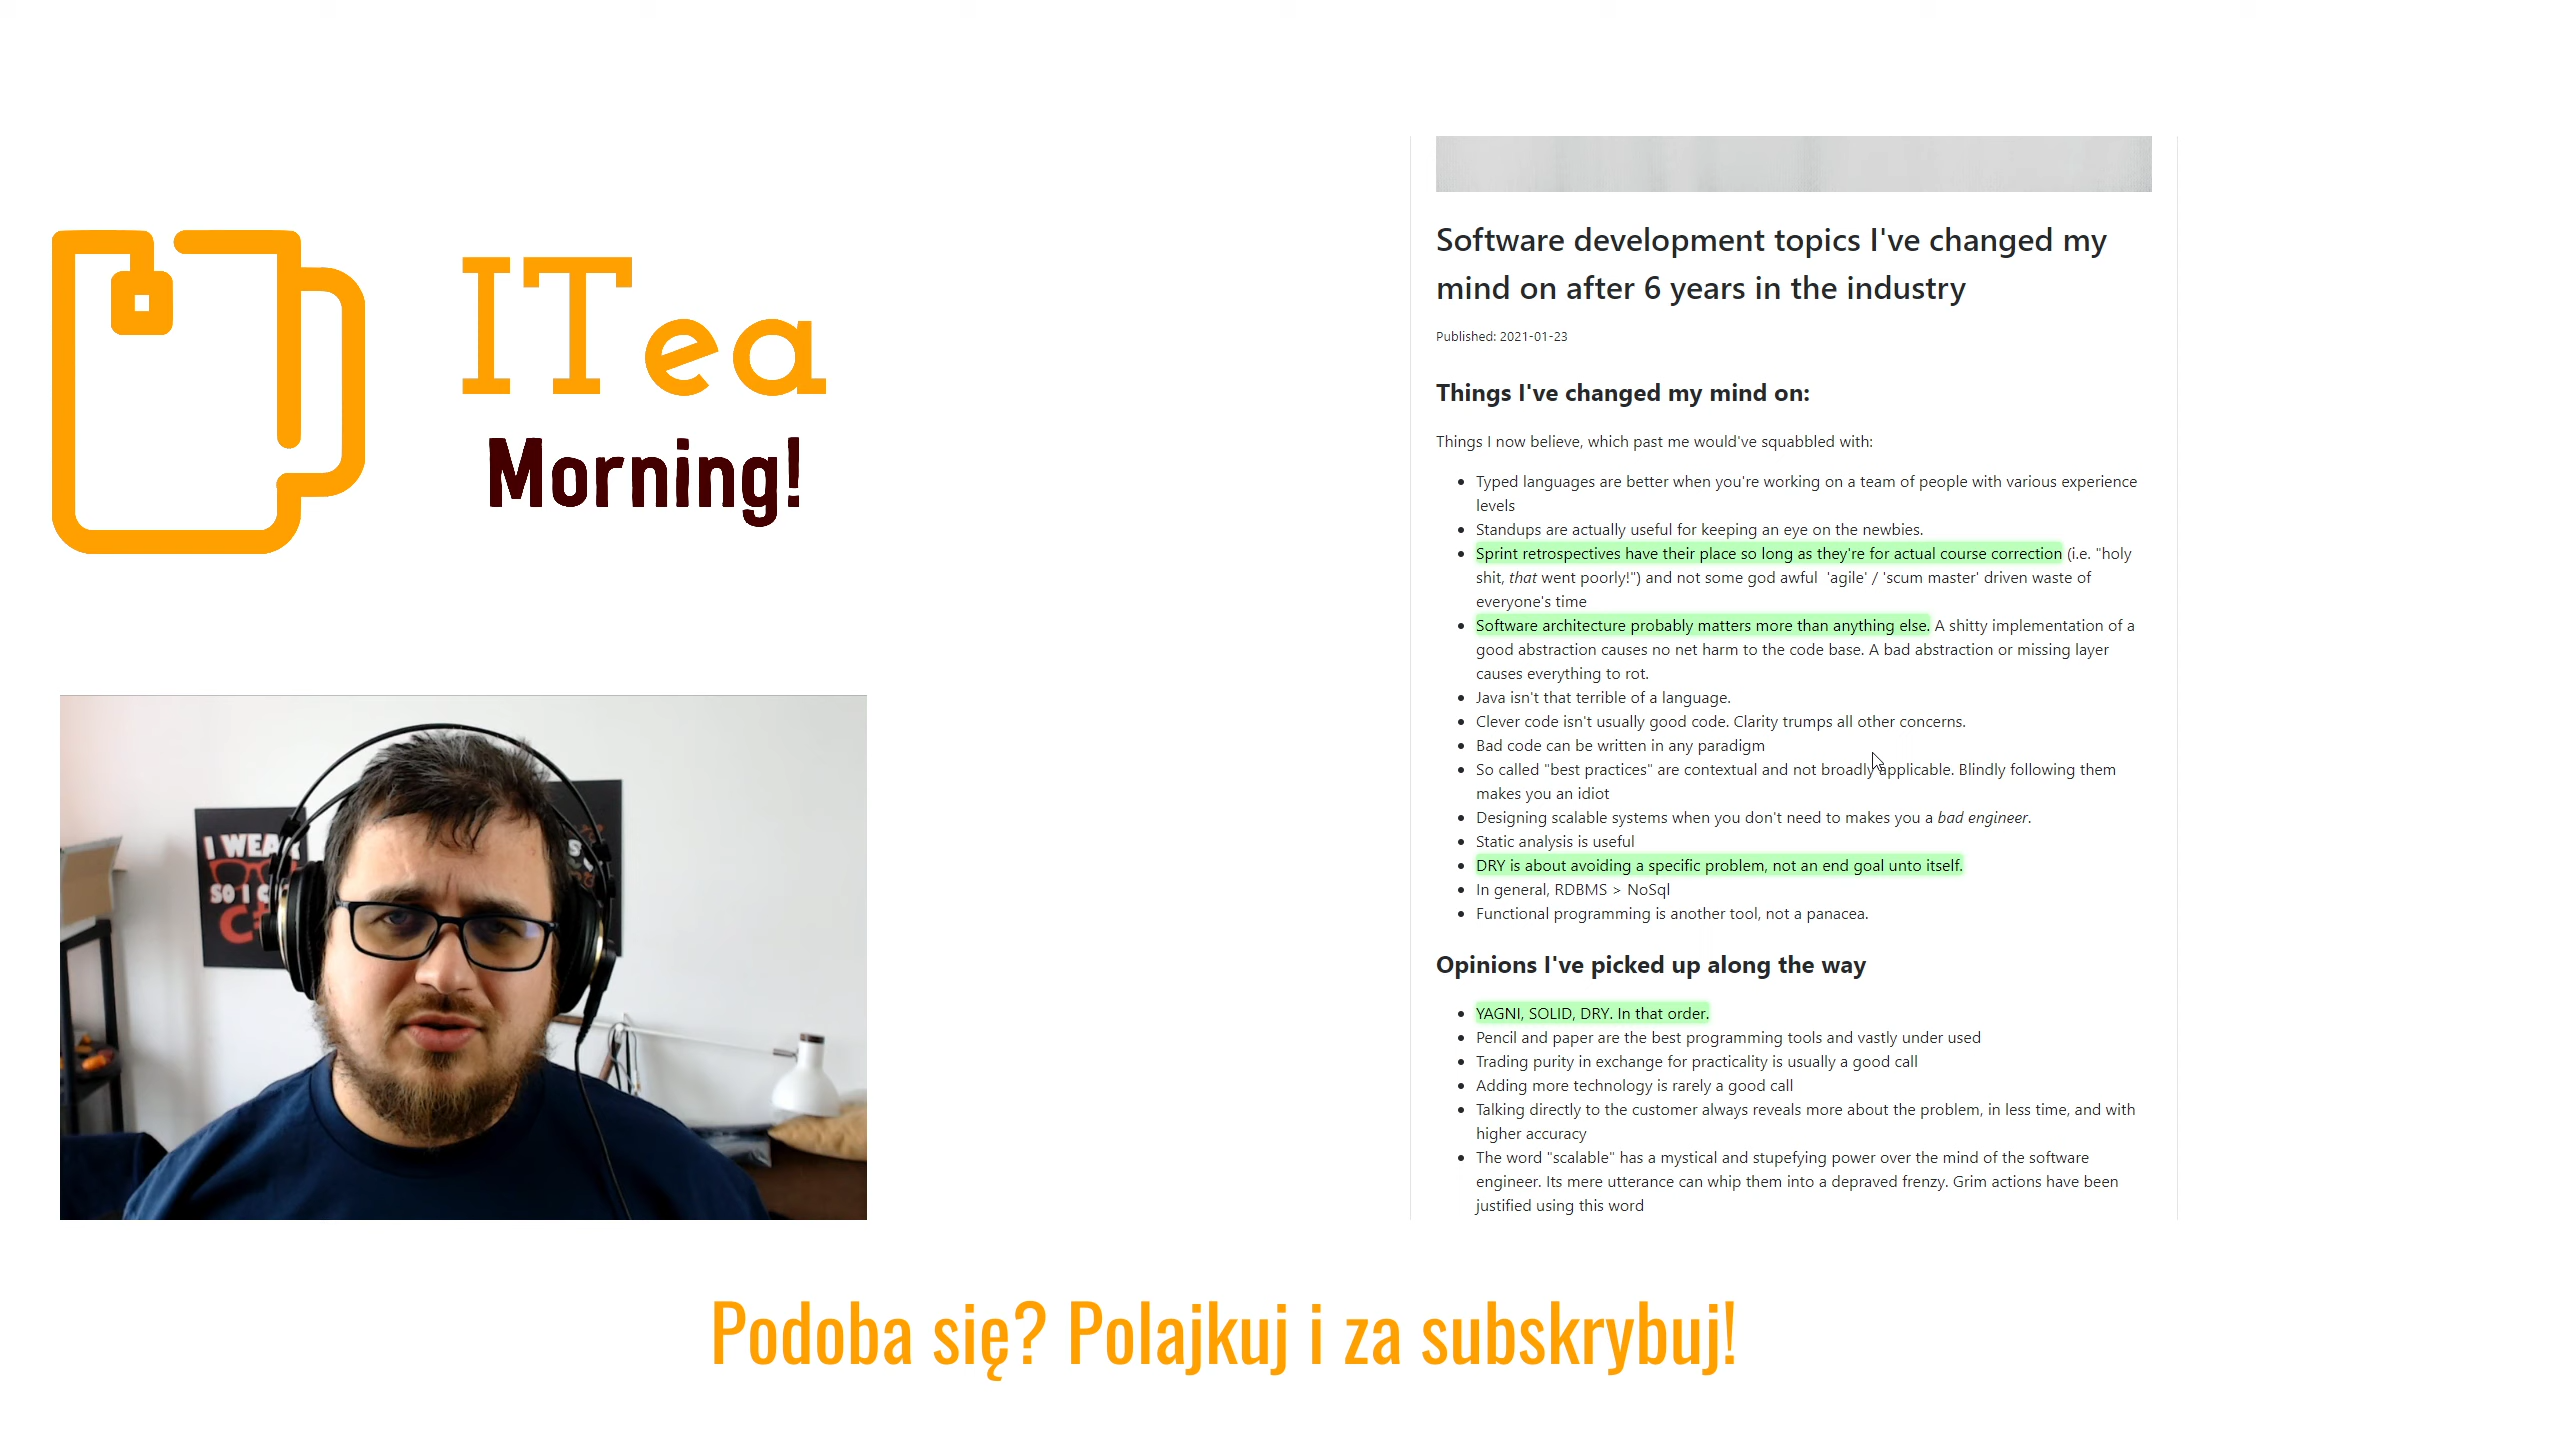 ITea
Morning!
I WEA
SO I C
C#
Software development topics I've changed my
mind on after 6 years in the industry
Published: 2021-01-23
Things I've changed my mind on:
Things I now believe, which past me would've squabbled with:
Typed languages are better when you're working on a team of people with various experience
levels
Standups are actually useful for keeping an eye on the newbies.
Sprint retrospectives have their place so long as they're for actual course correction (i.e. "holy
shit, that went poorly!") and not some god awful 'agile' / 'scum master' driven waste of
everyone's time
Software architecture probably matters more than anything else. A shitty implementation of a
good abstraction causes no net harm to the code base. A bad abstraction or missing layer
causes everything to rot.
Java isn't that terrible of a language.
Clever code isn't usually good code. Clarity trumps all other concerns.
Bad code can be written in any paradigm
So called "best practices" are contextual and not broadly applicable. Blindly following them
makes you an idiot
Designing scalable systems when you don't need to makes you a bad engineer.
Static analysis is useful
DRY is about avoiding a specific problem, not an end goal unto itself.
In general, RDBMS > NoSql
Functional programming is another tool, not a panacea.
Opinions I've picked up along the way
YAGNI, SOLID, DRY. In that order.
Pencil and paper are the best programming tools and vastly under used
Trading purity in exchange for practicality is usually a good call
Adding more technology is rarely a good call
Talking directly to the customer always reveals more about the problem, in less time, and with
higher accuracy
The word "scalable" has a mystical and stupefying power over the mind of the software
engineer. Its mere utterance can whip them into a depraved frenzy. Grim actions have been
justified using this word
Podoba się? Polajkuj i za subskrybuj!